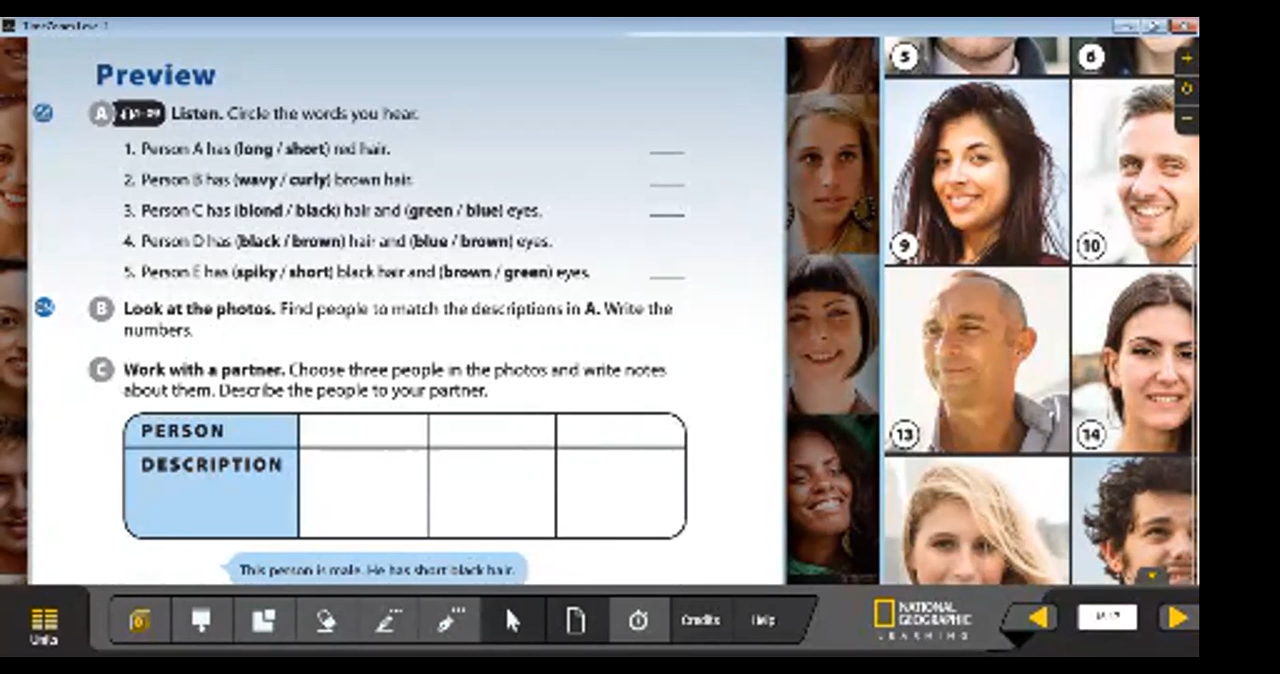 Preview
A Listen. Circle the words you hear.
1. Person A has (long / short) red hair.
2. Person B has (wavy / curly) brown hair.
3. Person C has (blond / black) hair and (green / blue) eyes.
4. Person D has (black / brown) hair and (blue / brown) eyes.
5. Person E has (spiky / short) black hair and (brown / green) eyes.
B Look at the photos. Find people to match the descriptions in A. Write the
numbers.
C Work with a partner. Choose three people in the photos and write notes
about them. Describe the people to your partner.
PERSON
DESCRIPTION
This person is male. He has short black hair.
5
6
9
10
13
14
Units
Credits
Help
NATIONAL
GEOGRAPHIC
LEARNING